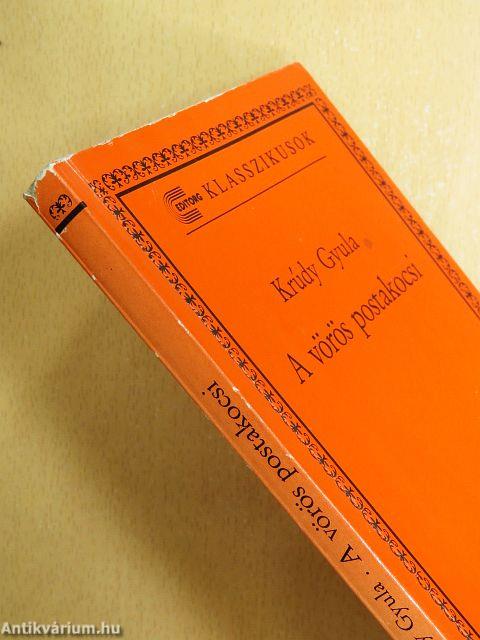 EDITORG
KLASSZIKUSOK
Krúdy Gyula
A vörös postakocsi
Gyula · A vörös postakocsi
Antikvárium.hu